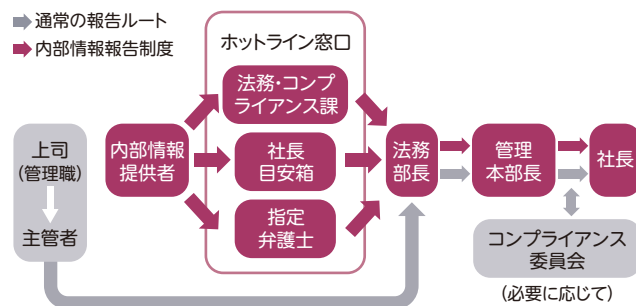 通常の報告ルート
内部情報報告制度
ホットライン窓口
法務・コンプ
ライアンス課
上司
(管理職)
主管者
内部情報
提供者
社長
目安箱
指定
弁護士
法務
部長
管理
本部長
社長
コンプライアンス
委員会
(必要に応じて)